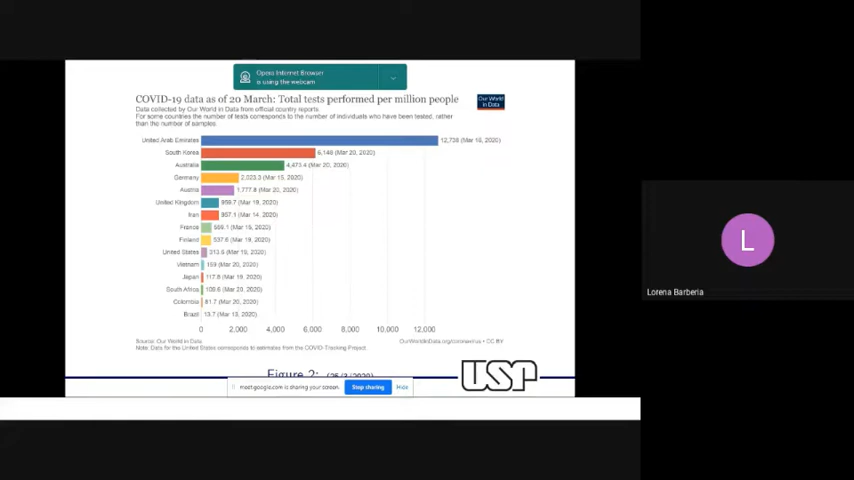 Opera Internet Browser
is using the webcam
COVID-19 data as of 20 March: Total tests performed per million people
Our World
in Data
Data collected by Our World in Data from official country reports.
For some countries the number of tests corresponds to the number of individuals who have been tested, rather
than the number of samples.
United Arab Emirates 12,738 (Mar 16, 2020)
South Korea 6,148 (Mar 20, 2020)
Australia 4,473.4 (Mar 20, 2020)
Germany 2,023.3 (Mar 15, 2020)
Austria 1,777.8 (Mar 20, 2020)
United Kingdom 959.7 (Mar 19, 2020)
Iran 957.1 (Mar 14, 2020)
France 559.1 (Mar 15, 2020)
Finland 537.6 (Mar 19, 2020)
United States 313.6 (Mar 19, 2020)
Vietnam 159 (Mar 20, 2020)
Japan 117.8 (Mar 19, 2020)
South Africa 109.6 (Mar 20, 2020)
Colombia 81.7 (Mar 20, 2020)
Brazil 13.7 (Mar 13, 2020)
0 2,000 4,000 6,000 8,000 10,000 12,000
Source: Our World in Data
OurWorldInData.org/coronavirus • CC BY
Note: Data for the United States corresponds to estimates from the COVID-Tracking Project.
Figure 2:
USP
meet.google.com is sharing your screen.
Stop sharing
Hide
L
Lorena Barberia